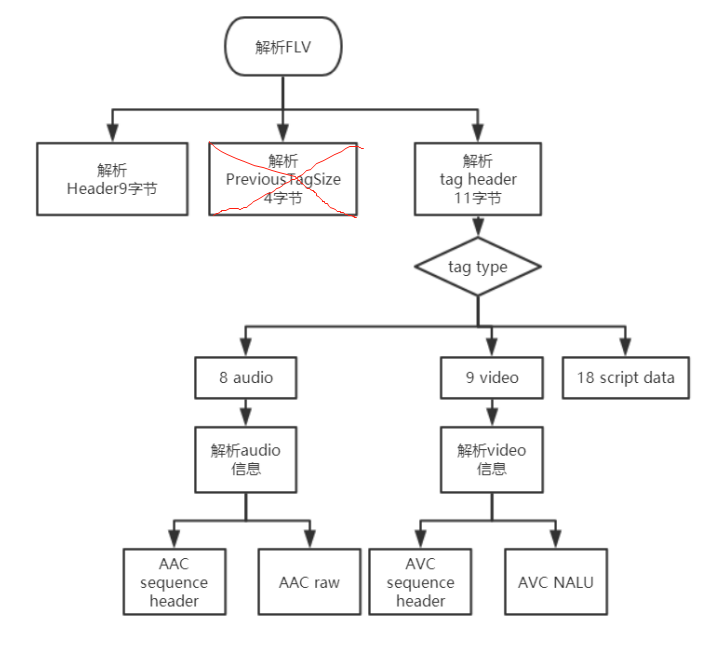 解析FLV
解析
Header9字节
解析
PreviousTagSize
4字节
解析
tag header
11字节
tag type
8 audio
9 video
18 script data
解析audio
信息
解析video
信息
AAC
sequence
header
AAC raw
AVC
sequence
header
AVC NALU